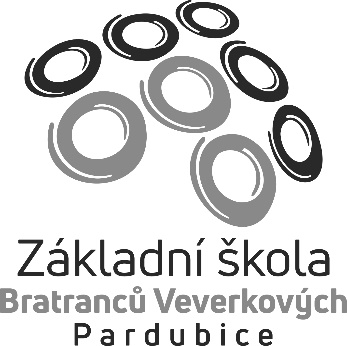 Základní škola
Bratranců Veverkových
Pardubice